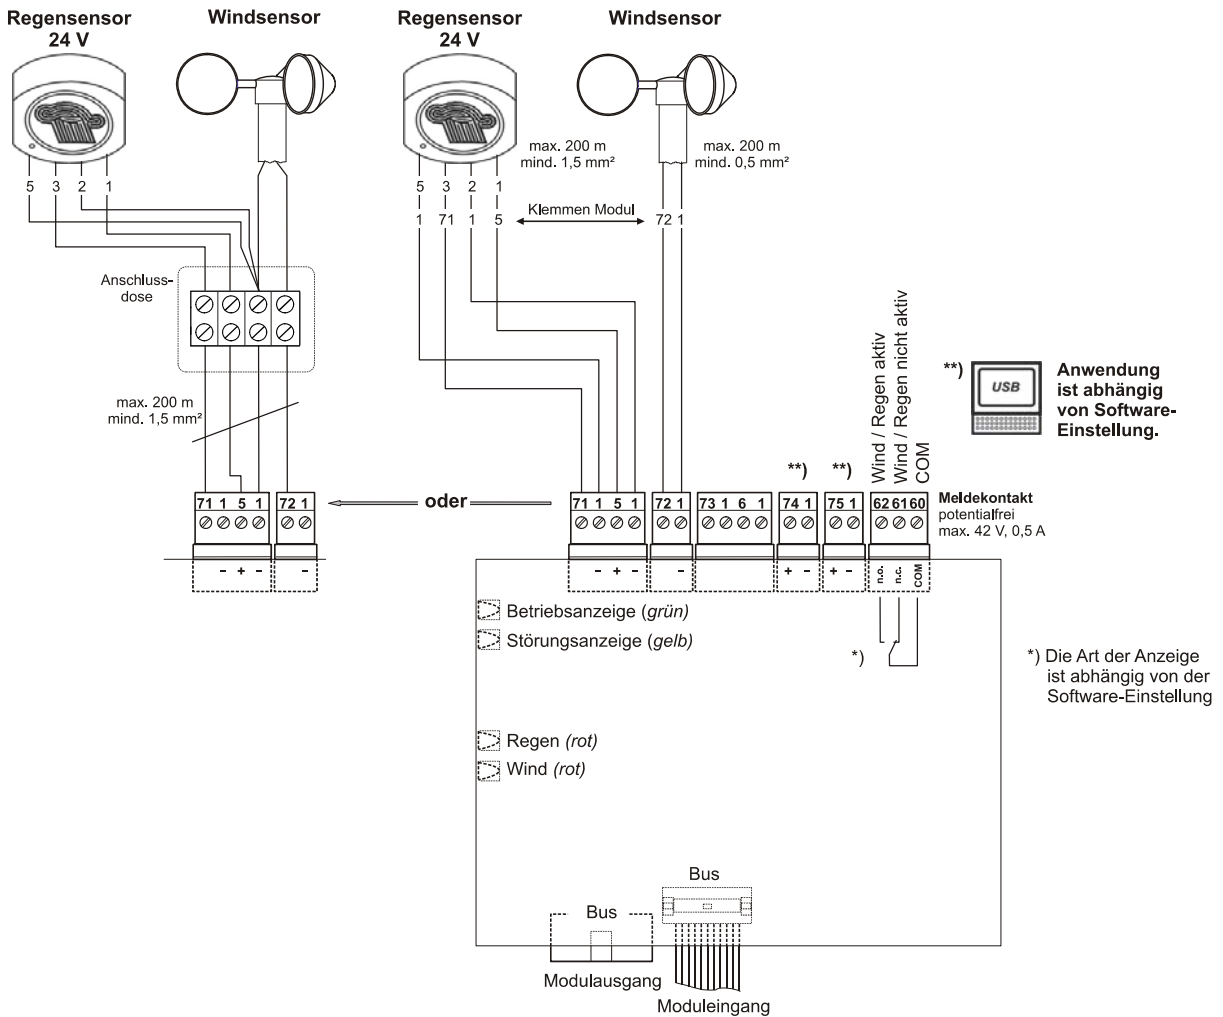 Regensensor
24 V
Windsensor
Regensensor
24 V
Windsensor
max. 200 m
mind. 1,5 mm²
max. 200 m
mind. 0,5 mm²
5 3 2 1
5 3 2 1
1 71 1 5
Klemmen Modul
72 1
Anschluss-
dose
max. 200 m
mind. 1,5 mm²
Wind / Regen aktiv
Wind / Regen nicht aktiv
COM
**)
USB
Anwendung
ist abhängig
von Software-
Einstellung.
**)
**)
71 1 5 1
72 1
oder
71 1 5 1
72 1
73 1 6 1
74 1
75 1
62 61 60
Meldekontakt
potentialfrei
max. 42 V, 0,5 A
– + –
–
– + –
–
+ –
+ –
n.o.
n.c.
COM
Betriebsanzeige (grün)
Störungsanzeige (gelb)
*)
*) Die Art der Anzeige
ist abhängig von der
Software-Einstellung
Regen (rot)
Wind (rot)
Bus
Bus
Modulausgang
Moduleingang